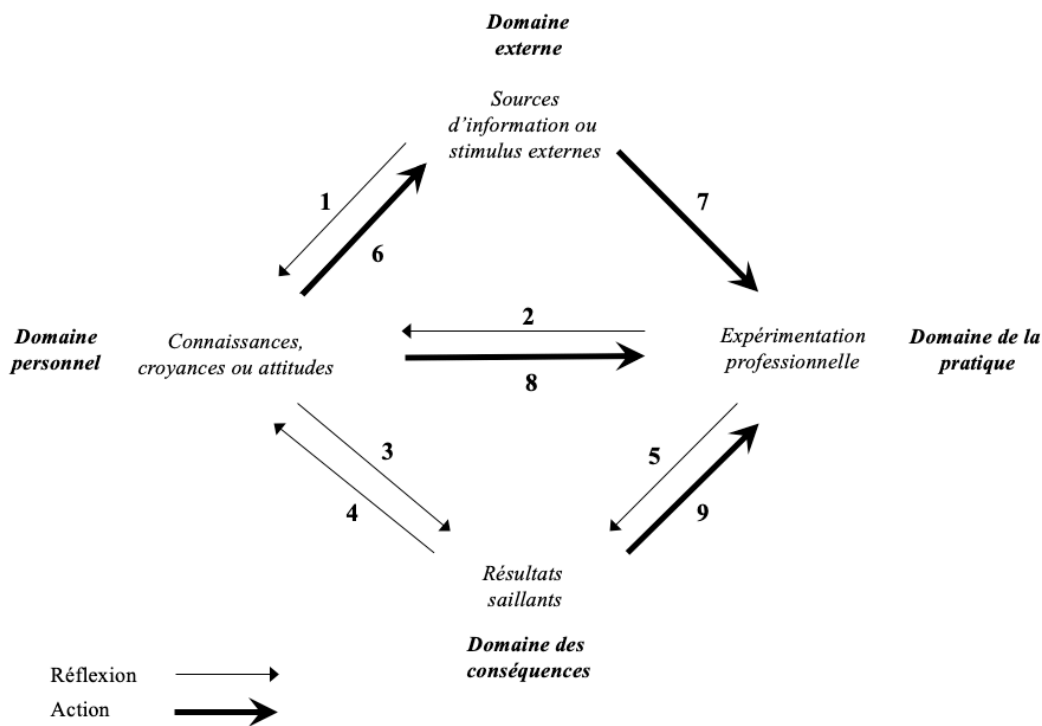 Domaine
externe
Sources
d'information ou
stimulus externes
1
6
7
Domaine
personnel
Connaissances,
croyances ou attitudes
2
8
Expérimentation
professionnelle
Domaine de la
pratique
3
4
5
9
Résultats
saillants
Domaine des
conséquences
Réflexion
Action